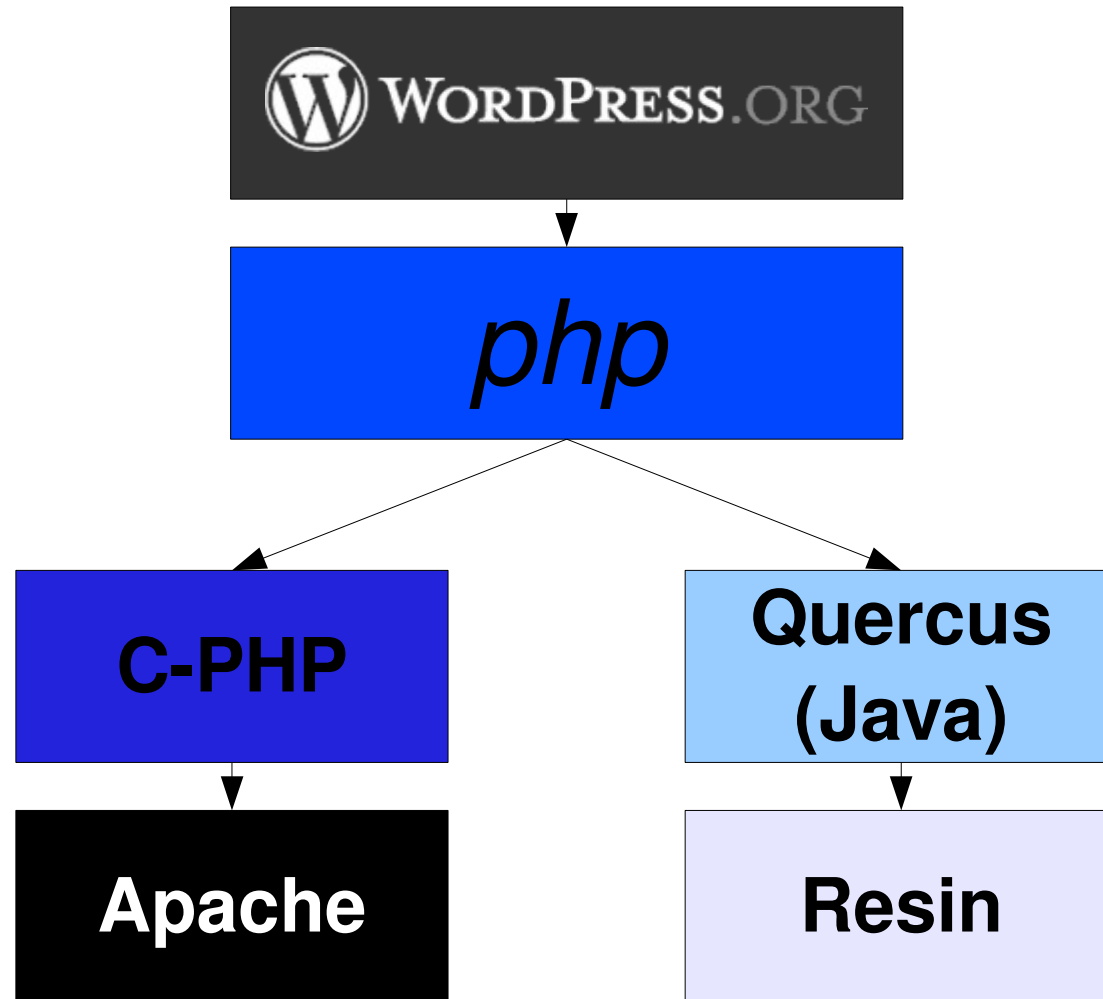 WORDPRESS.ORG
php
C-PHP
Quercus
(Java)
Apache
Resin